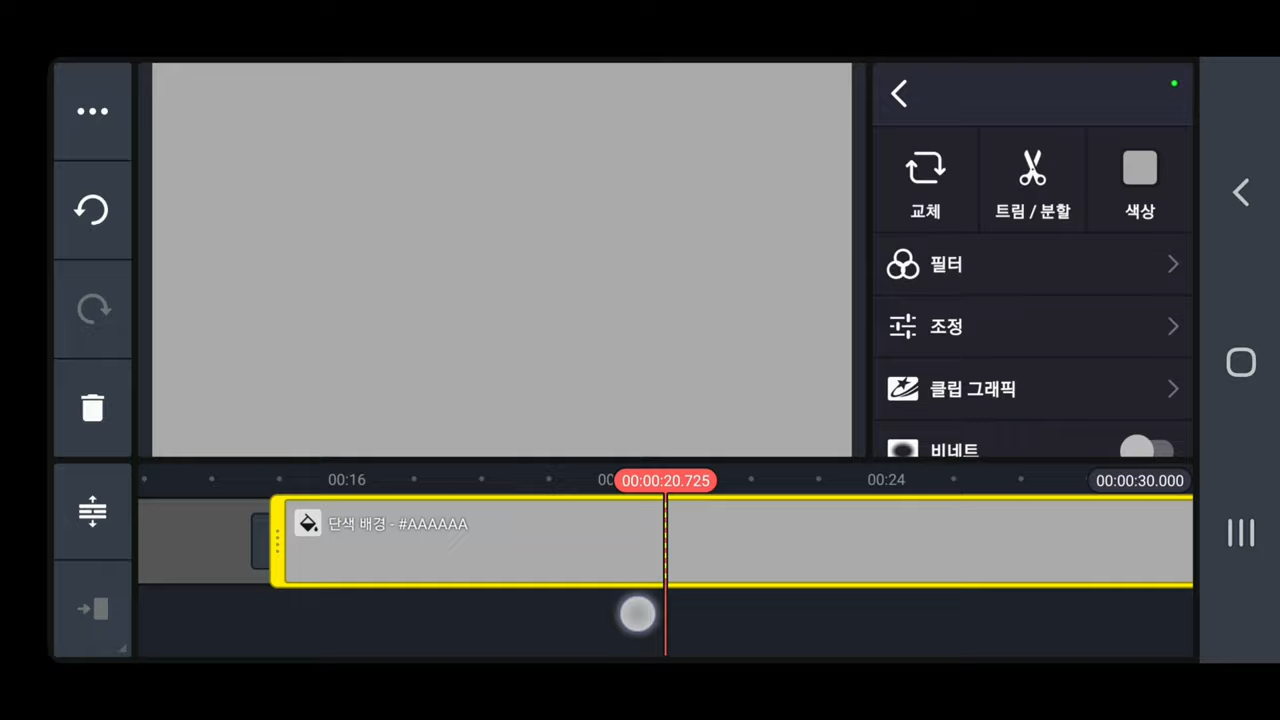 교체
트림 / 분할
색상
필터
조정
클립 그래픽
비네트
00:16
00:00:20.725
00:24
00:00:30.000
단색 배경 - #AAAAAA